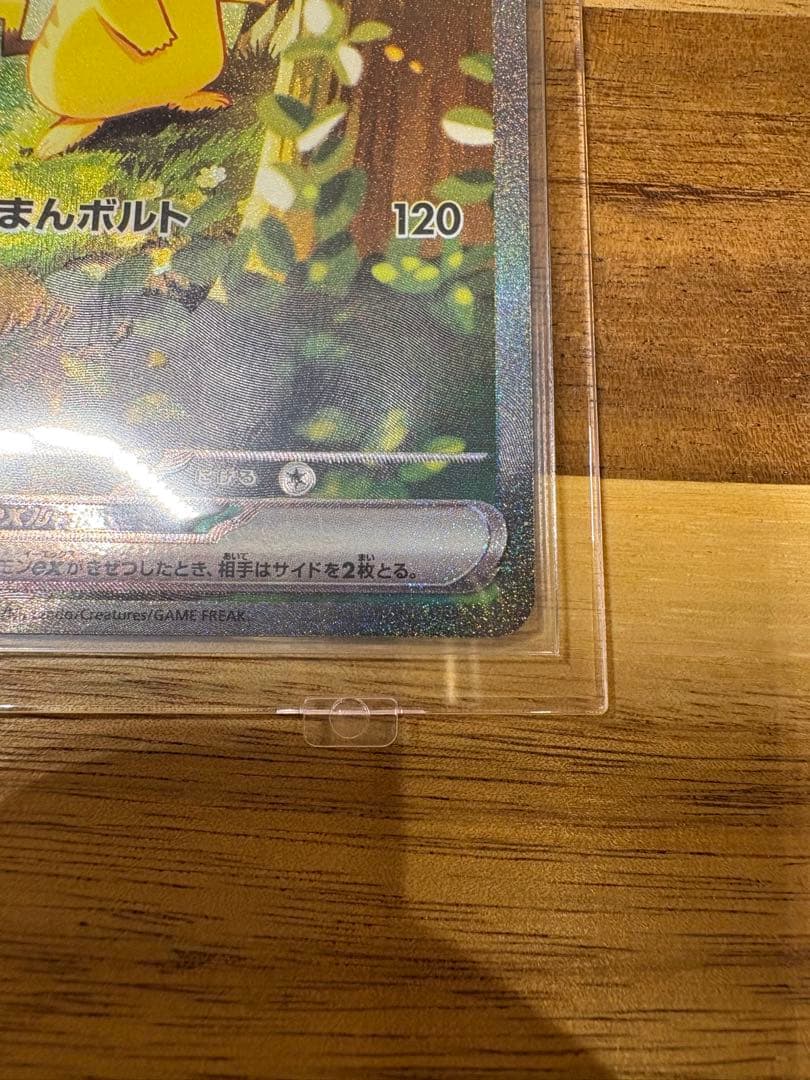 まんボルト 120
にげる
モンexがきぜつしたとき、相手はサイドを2枚とる。
/Creatures/GAME FREAK